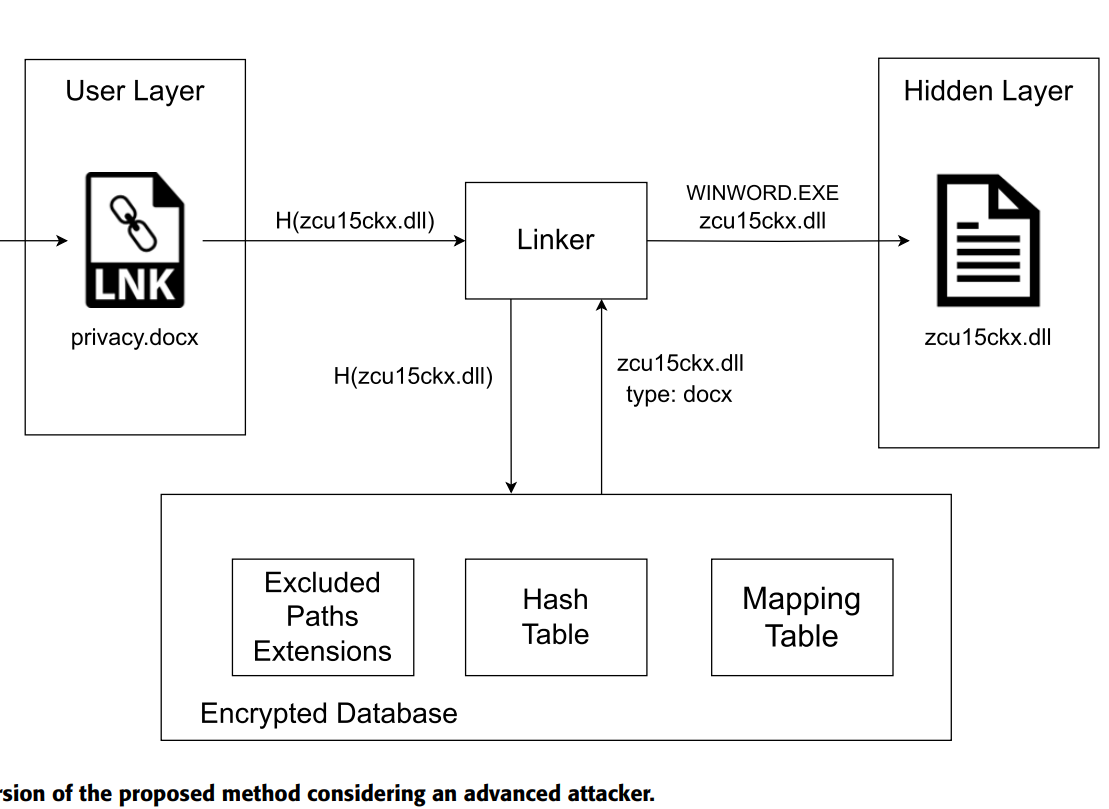 User Layer
LNK
privacy.docx
H(zcu15ckx.dll)
Linker
WINWORD.EXE
zcu15ckx.dll
Hidden Layer
zcu15ckx.dll
H(zcu15ckx.dll)
zcu15ckx.dll
type: docx
Excluded
Paths
Extensions
Hash
Table
Mapping
Table
Encrypted Database
rsion of the proposed method considering an advanced attacker.